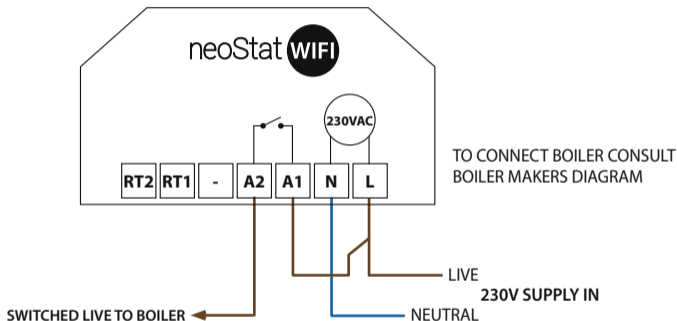 neoStat WIFI
230VAC
TO CONNECT BOILER CONSULT
BOILER MAKERS DIAGRAM
RT2 RT1 - A2 A1 N L
LIVE
230V SUPPLY IN
SWITCHED LIVE TO BOILER
NEUTRAL